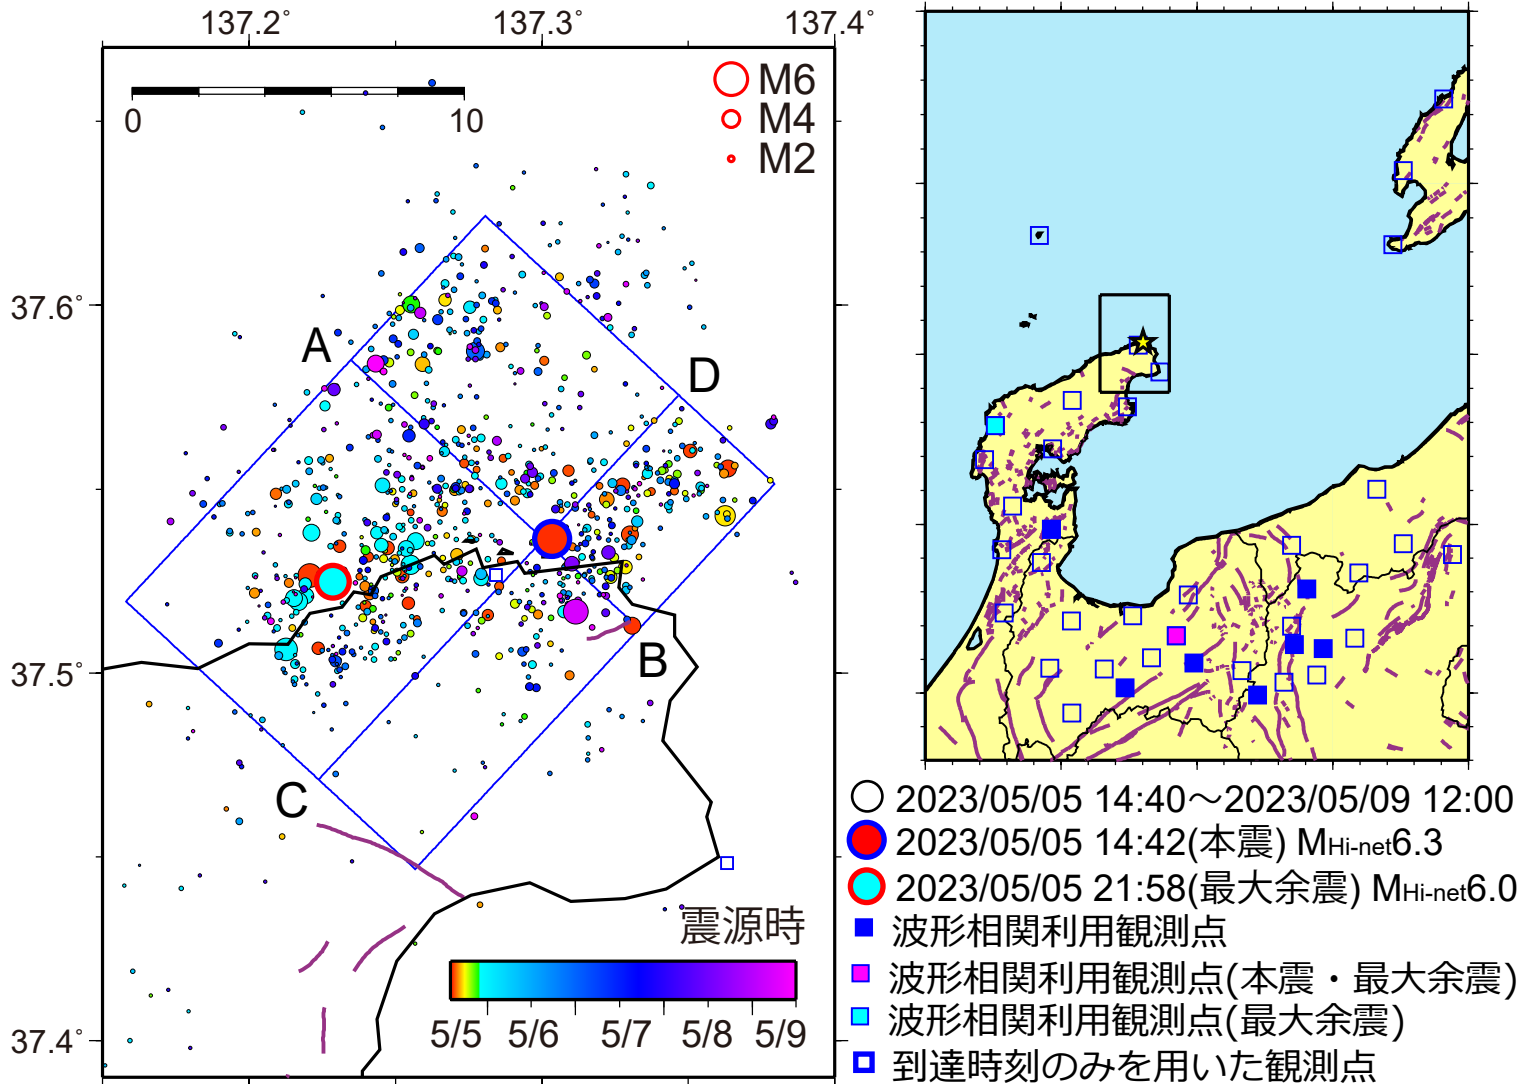 137.2° 137.3° 137.4°
M6
M4
M2
0 10
37.6°
A
D
B
37.5°
C
震源時
5/5 5/6 5/7 5/8 5/9
37.4°
2023/05/05 14:40～2023/05/09 12:00
2023/05/05 14:42(本震) MHi-net6.3
2023/05/05 21:58(最大余震) MHi-net6.0
波形相関利用観測点
波形相関利用観測点(本震・最大余震)
波形相関利用観測点(最大余震)
到達時刻のみを用いた観測点